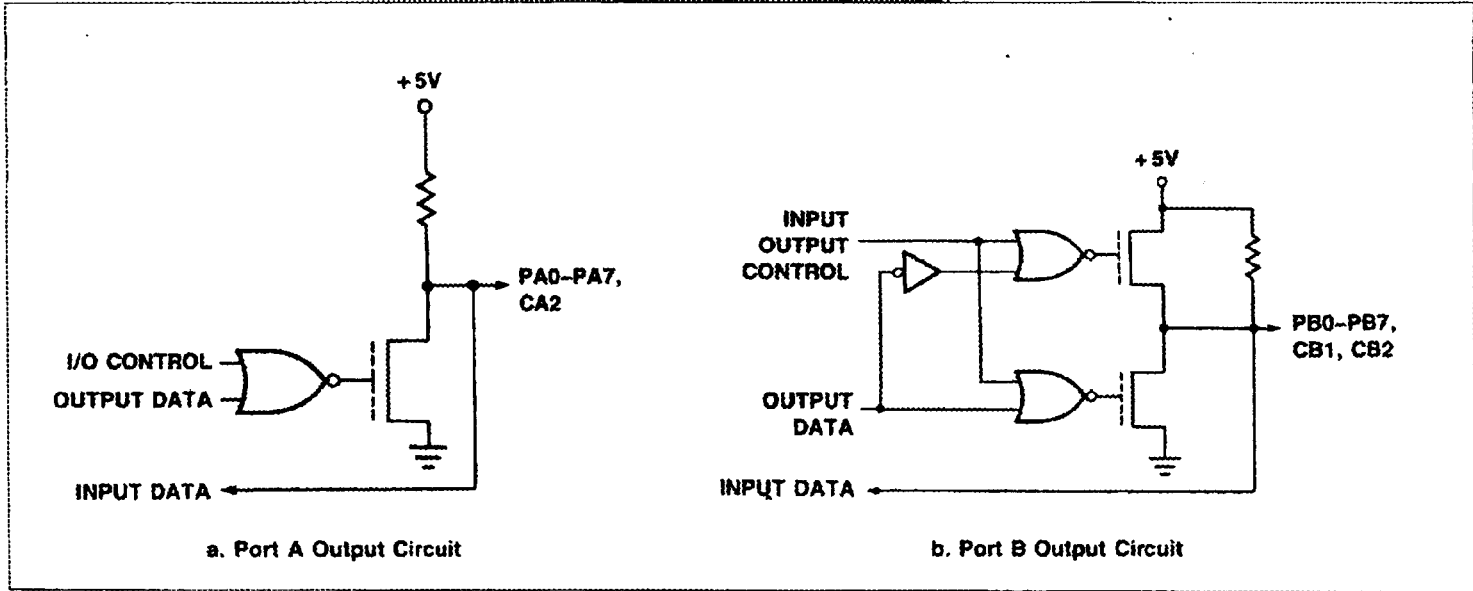 +5V
PA0–PA7,
CA2
I/O CONTROL
OUTPUT DATA
INPUT DATA
a. Port A Output Circuit
+5V
INPUT
OUTPUT
CONTROL
PB0–PB7,
CB1, CB2
OUTPUT
DATA
INPUT DATA
b. Port B Output Circuit